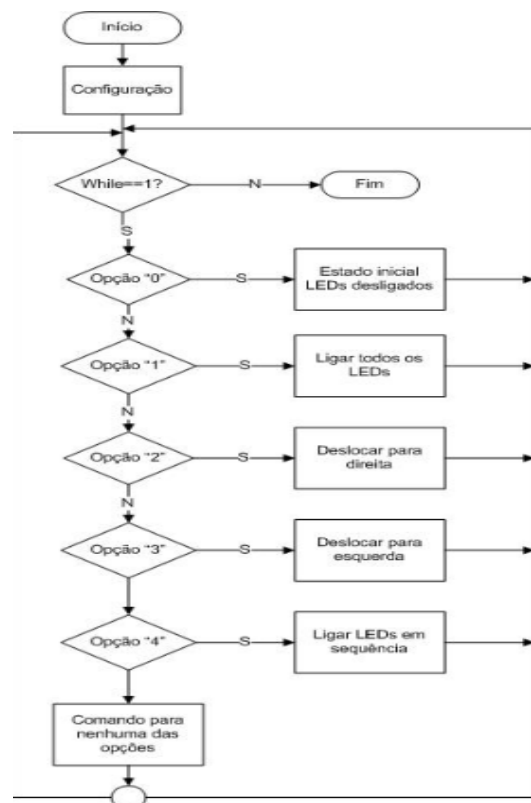 Início
Configuração
While==1?
N
Fim
S
Opção "0"
S
Estado inicial
LEDs desligados
N
Opção "1"
S
Ligar todos os
LEDs
N
Opção "2"
S
Deslocar para
direita
N
Opção "3"
S
Deslocar para
esquerda
Opção "4"
S
Ligar LEDs em
sequência
Comando para
nenhuma das
opções